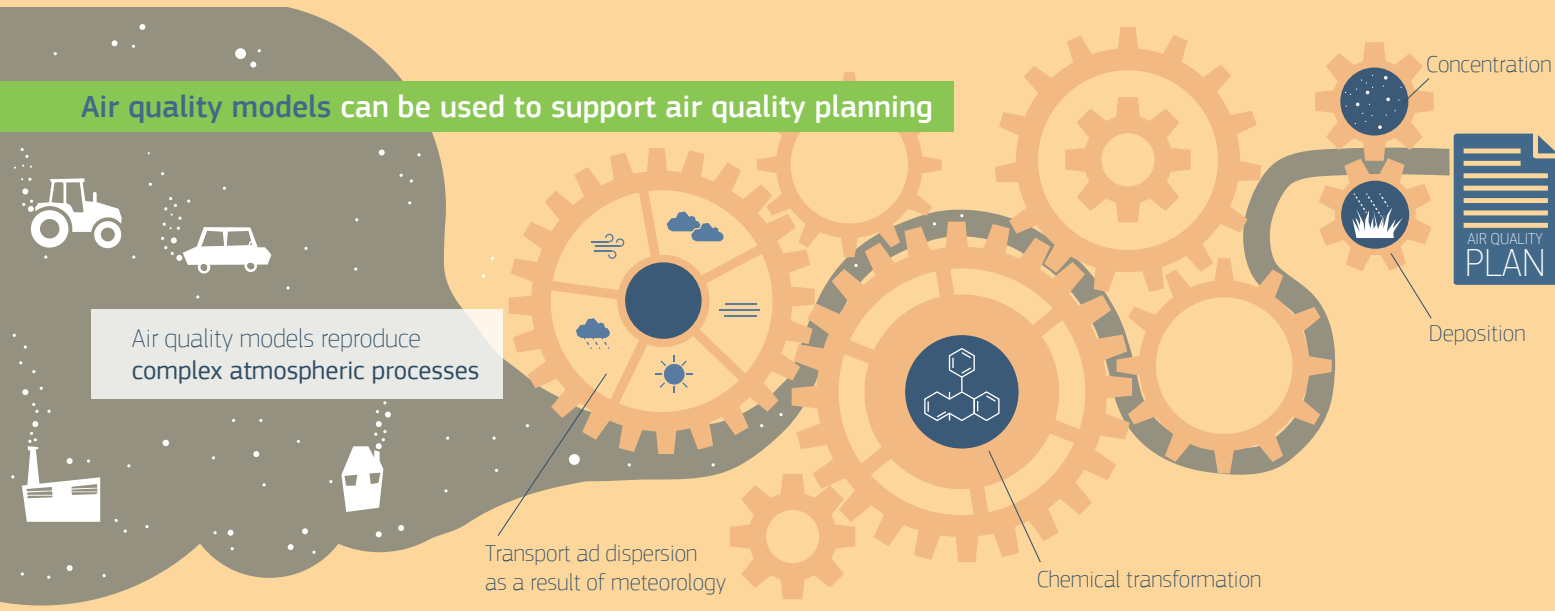 Air quality models can be used to support air quality planning
Air quality models reproduce
complex atmospheric processes
Transport ad dispersion
as a result of meteorology
Chemical transformation
Concentration
Deposition
AIR QUALITY
PLAN